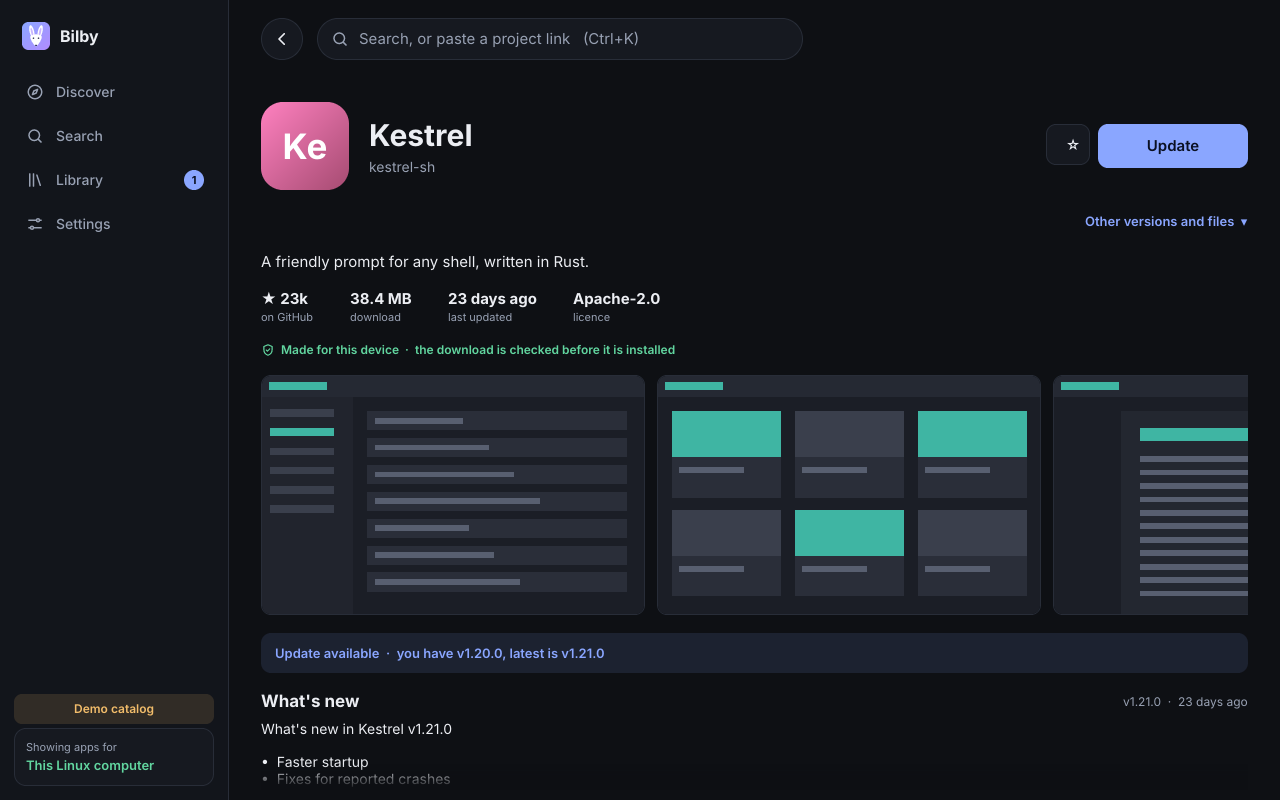 Bilby
Discover
Search
Library 1
Settings
Demo catalog
Showing apps for
This Linux computer
Search, or paste a project link (Ctrl+K)
Ke
Kestrel
kestrel-sh
☆
Update
Other versions and files ▾
A friendly prompt for any shell, written in Rust.
★ 23k
on GitHub
38.4 MB
download
23 days ago
last updated
Apache-2.0
licence
Made for this device · the download is checked before it is installed
Update available · you have v1.20.0, latest is v1.21.0
What's new
v1.21.0 · 23 days ago
What's new in Kestrel v1.21.0
• Faster startup
• Fixes for reported crashes